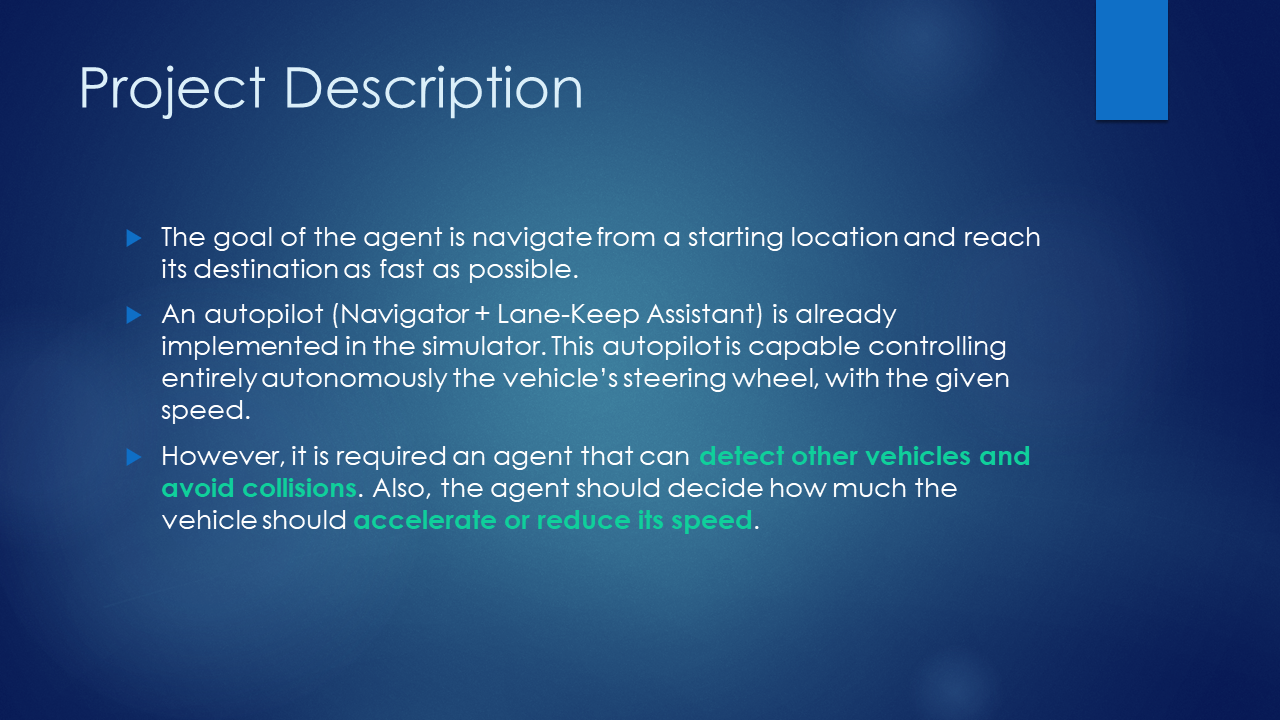 Project Description
The goal of the agent is navigate from a starting location and reach
its destination as fast as possible.
An autopilot (Navigator + Lane-Keep Assistant) is already
implemented in the simulator. This autopilot is capable controlling
entirely autonomously the vehicle’s steering wheel, with the given
speed.
However, it is required an agent that can detect other vehicles and
avoid collisions. Also, the agent should decide how much the
vehicle should accelerate or reduce its speed.